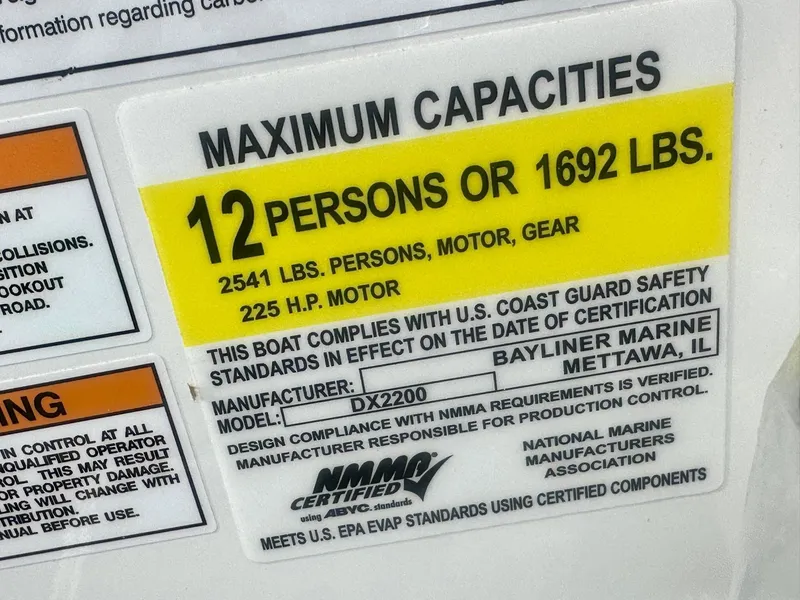 formation regarding carbo
MAXIMUM CAPACITIES
12 PERSONS OR 1692 LBS.
2541 LBS. PERSONS, MOTOR, GEAR
225 H.P. MOTOR
THIS BOAT COMPLIES WITH U.S. COAST GUARD SAFETY
STANDARDS IN EFFECT ON THE DATE OF CERTIFICATION
MANUFACTURER: BAYLINER MARINE
METTAWA, IL
MODEL: DX2200
DESIGN COMPLIANCE WITH NMMA REQUIREMENTS IS VERIFIED.
MANUFACTURER RESPONSIBLE FOR PRODUCTION CONTROL.
NMMA
CERTIFIED
using ABYC. standards
NATIONAL MARINE
MANUFACTURERS
ASSOCIATION
MEETS U.S. EPA EVAP STANDARDS USING CERTIFIED COMPONENTS
N AT
COLLISIONS.
SITION
OOKOUT
ROAD.
ING
IN CONTROL AT ALL
NQUALIFIED OPERATOR
ROL. THIS MAY RESULT
OR PROPERTY DAMAGE.
LING WILL CHANGE WITH
TRIBUTION.
NUAL BEFORE USE.